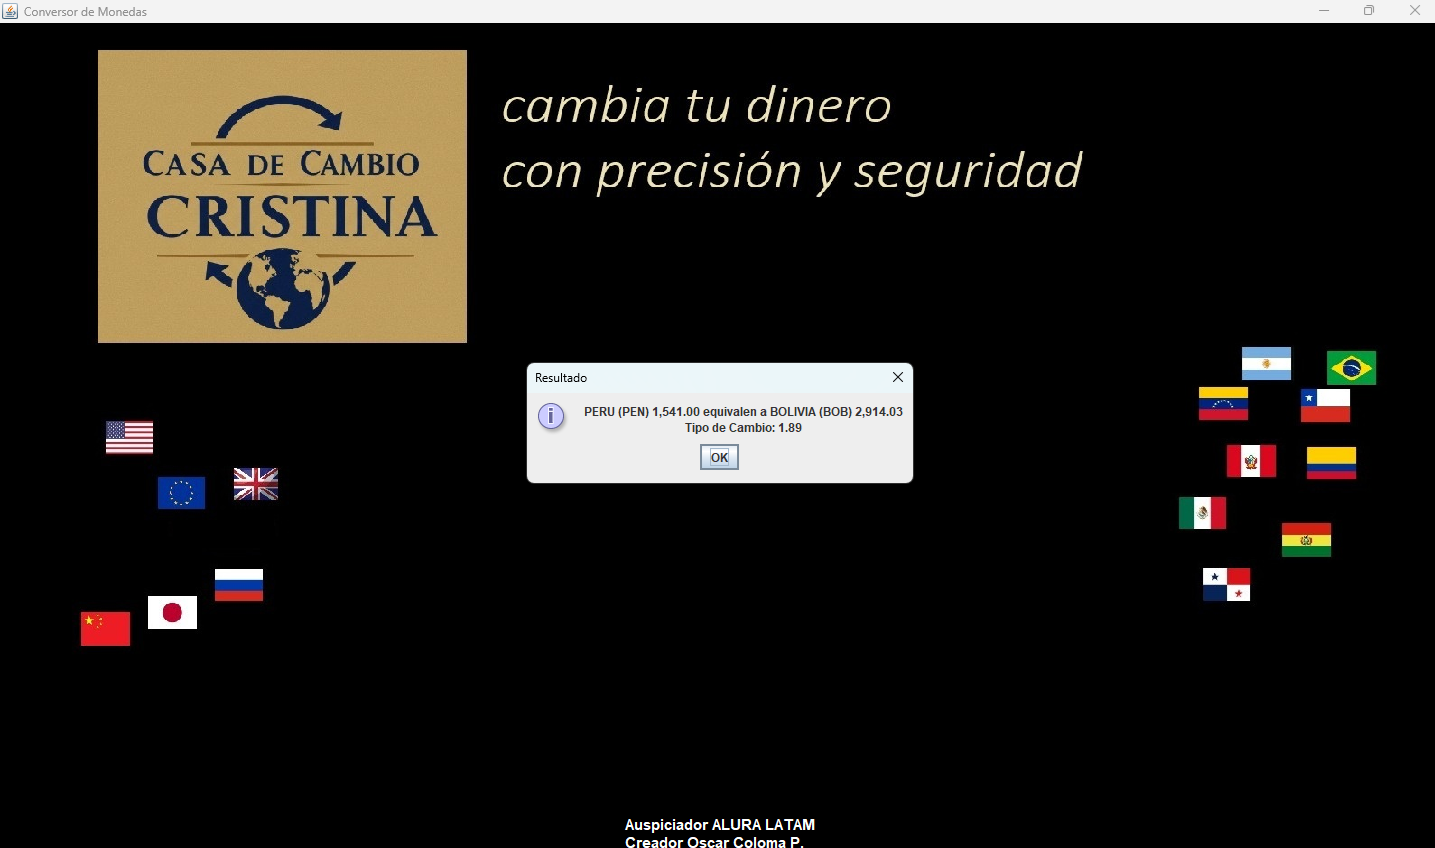 Conversor de Monedas
CASA DE CAMBIO
CRISTINA
cambia tu dinero
con precisión y seguridad
Resultado
PERU (PEN) 1,541.00 equivalen a BOLIVIA (BOB) 2,914.03
Tipo de Cambio: 1.89
OK
Auspiciador ALURA LATAM
Creador Oscar Coloma P.